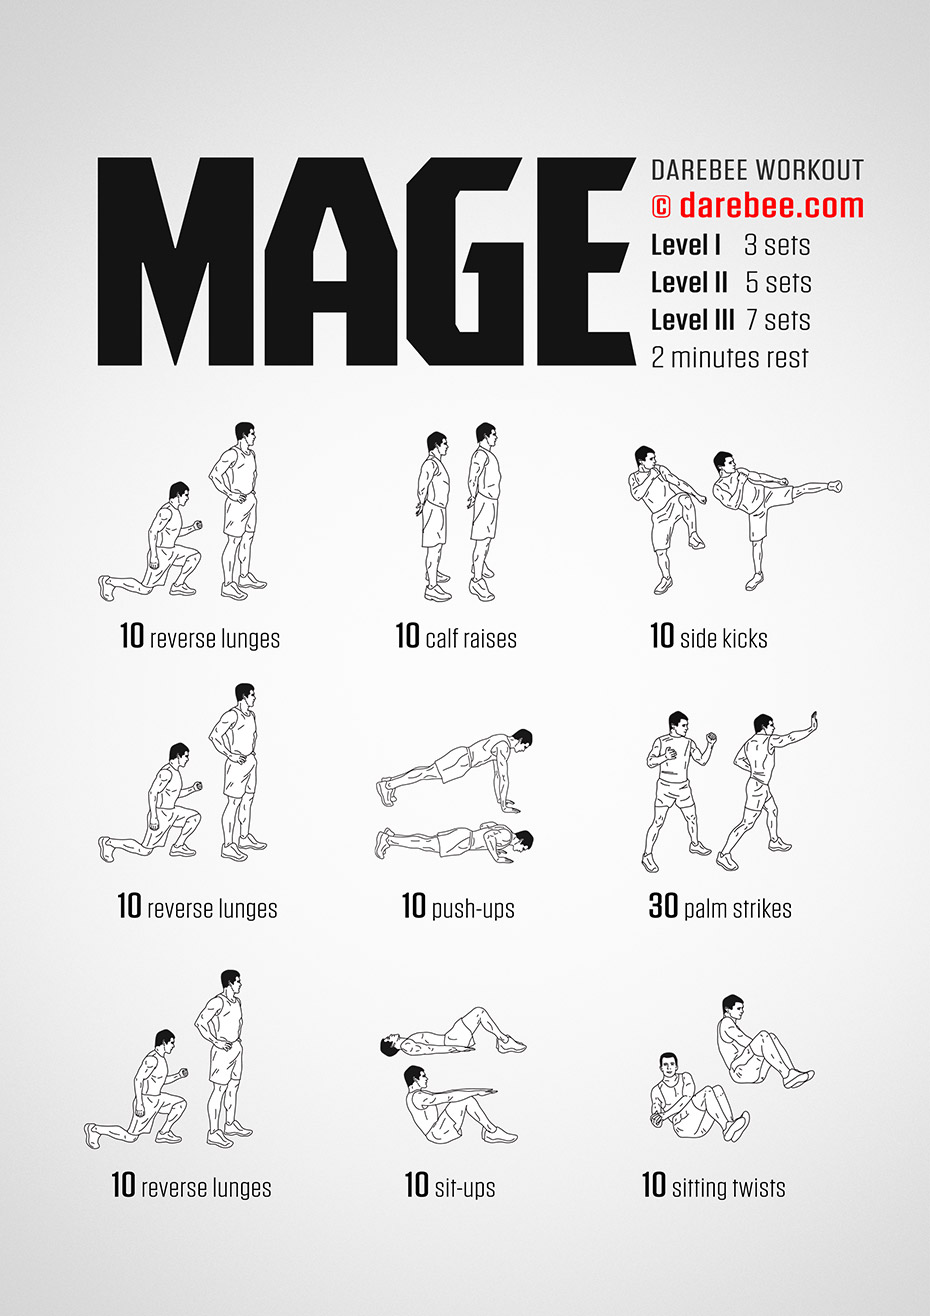 MAGE
DAREBEE WORKOUT
© darebee.com
Level I 3 sets
Level II 5 sets
Level III 7 sets
2 minutes rest
10 reverse lunges
10 calf raises
10 side kicks
10 reverse lunges
10 push-ups
30 palm strikes
10 reverse lunges
10 sit-ups
10 sitting twists